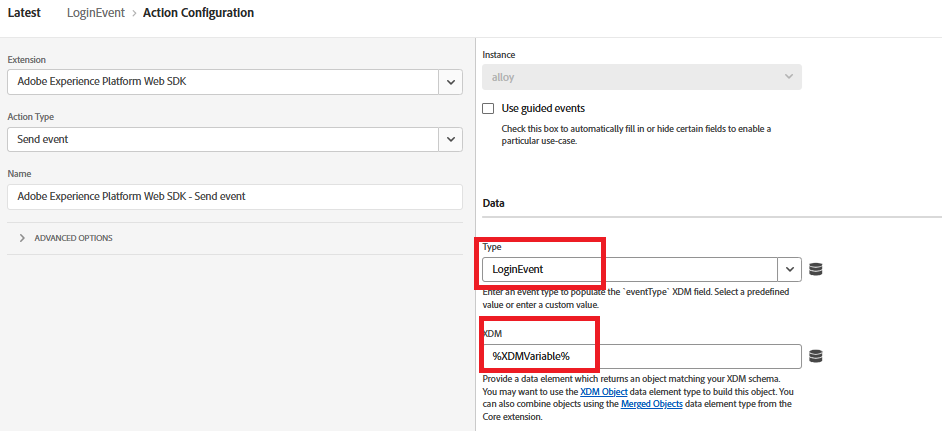 Latest LoginEvent > Action Configuration
Extension
Adobe Experience Platform Web SDK
Action Type
Send event
Name
Adobe Experience Platform Web SDK - Send event
ADVANCED OPTIONS
Instance
alloy
Use guided events
Check this box to automatically fill in or hide certain fields to enable a
particular use-case.
Data
Type
LoginEvent
Enter an event type to populate the `eventType` XDM field. Select a predefined
value or enter a custom value.
XDM
%XDMVariable%
Provide a data element which returns an object matching your XDM schema.
You may want to use the XDM Object data element type to build this object. You
can also combine objects using the Merged Objects data element type from the
Core extension.